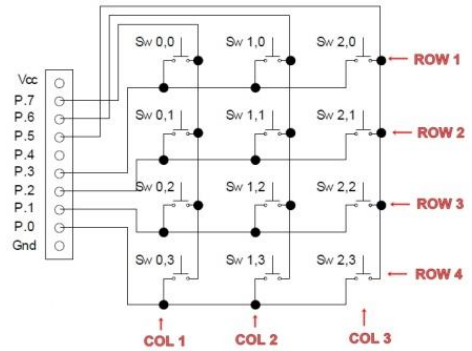 Sw 0,0 Sw 1,0 Sw 2,0
ROW 1
Vcc
P.7
P.6
P.5
P.4
P.3
P.2
P.1
P.0
Gnd
Sw 0,1 Sw 1,1 Sw 2,1
ROW 2
Sw 0,2 Sw 1,2 Sw 2,2
ROW 3
Sw 0,3 Sw 1,3 Sw 2,3
ROW 4
COL 1 COL 2 COL 3